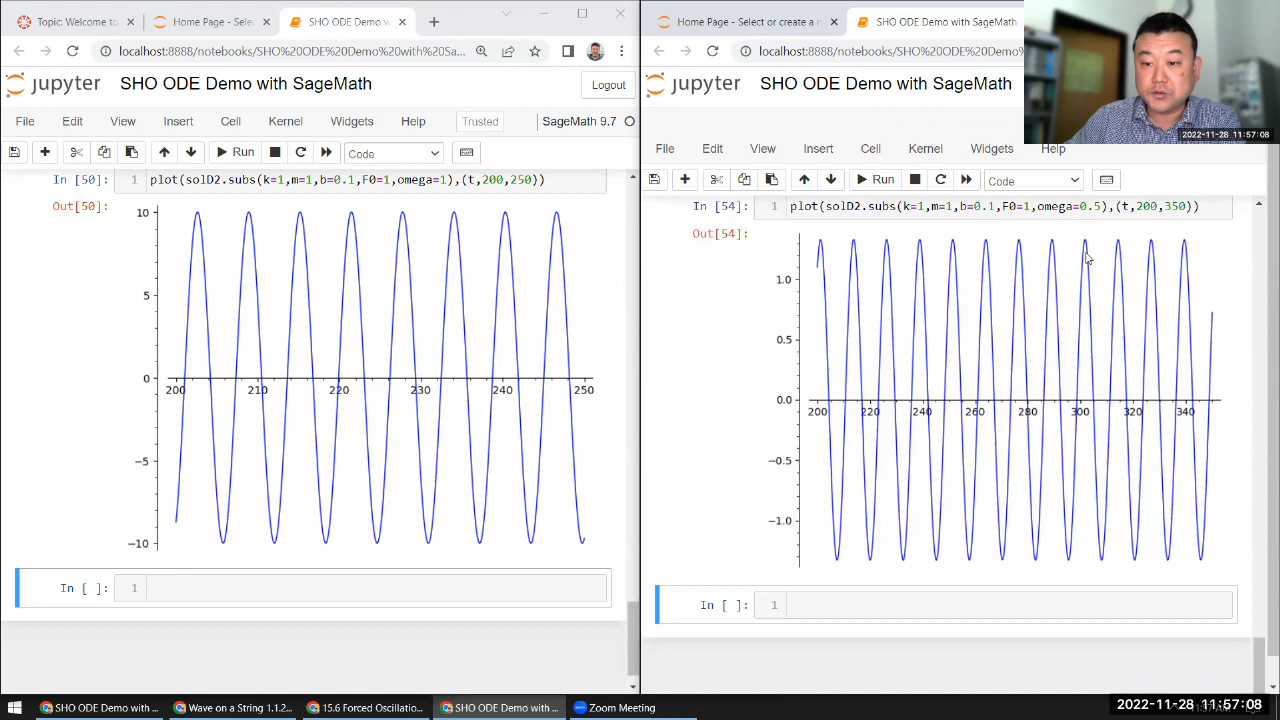 Topic: Welcome to
Home Page - Sele
SHO ODE Demo w
localhost:8888/notebooks/SHO%20ODE%20Demo%20with%20Sa...
jupyter
SHO ODE Demo with SageMath
Logout
File Edit View Insert Cell Kernel Widgets Help
Trusted
SageMath 9.7
Run
Code
In [50]:
1 plot(solD2.subs(k=1,m=1,b=0.1,F0=1,omega=1),(t,200,250))
Out[50]:
10
5
0
200 210 220 230 240 250
−5
−10
In [ ]: 1
Home Page - Select or create a n
SHO ODE Demo with SageMath
localhost:8888/notebooks/SHO%20ODE%20Demo%
jupyter
SHO ODE Demo with SageMath
2022-11-28 11:57:08
File Edit View Insert Cell Kernel Widgets Help
Run
Code
In [54]:
1 plot(solD2.subs(k=1,m=1,b=0.1,F0=1,omega=0.5),(t,200,350))
Out[54]:
1.0
0.5
0.0
200 220 240 260 280 300 320 340
−0.5
−1.0
In [ ]: 1
SHO ODE Demo with ...
Wave on a String 1.1.2...
15.6 Forced Oscillatio...
SHO ODE Demo with ...
Zoom Meeting
2022-11-28 11:57:08